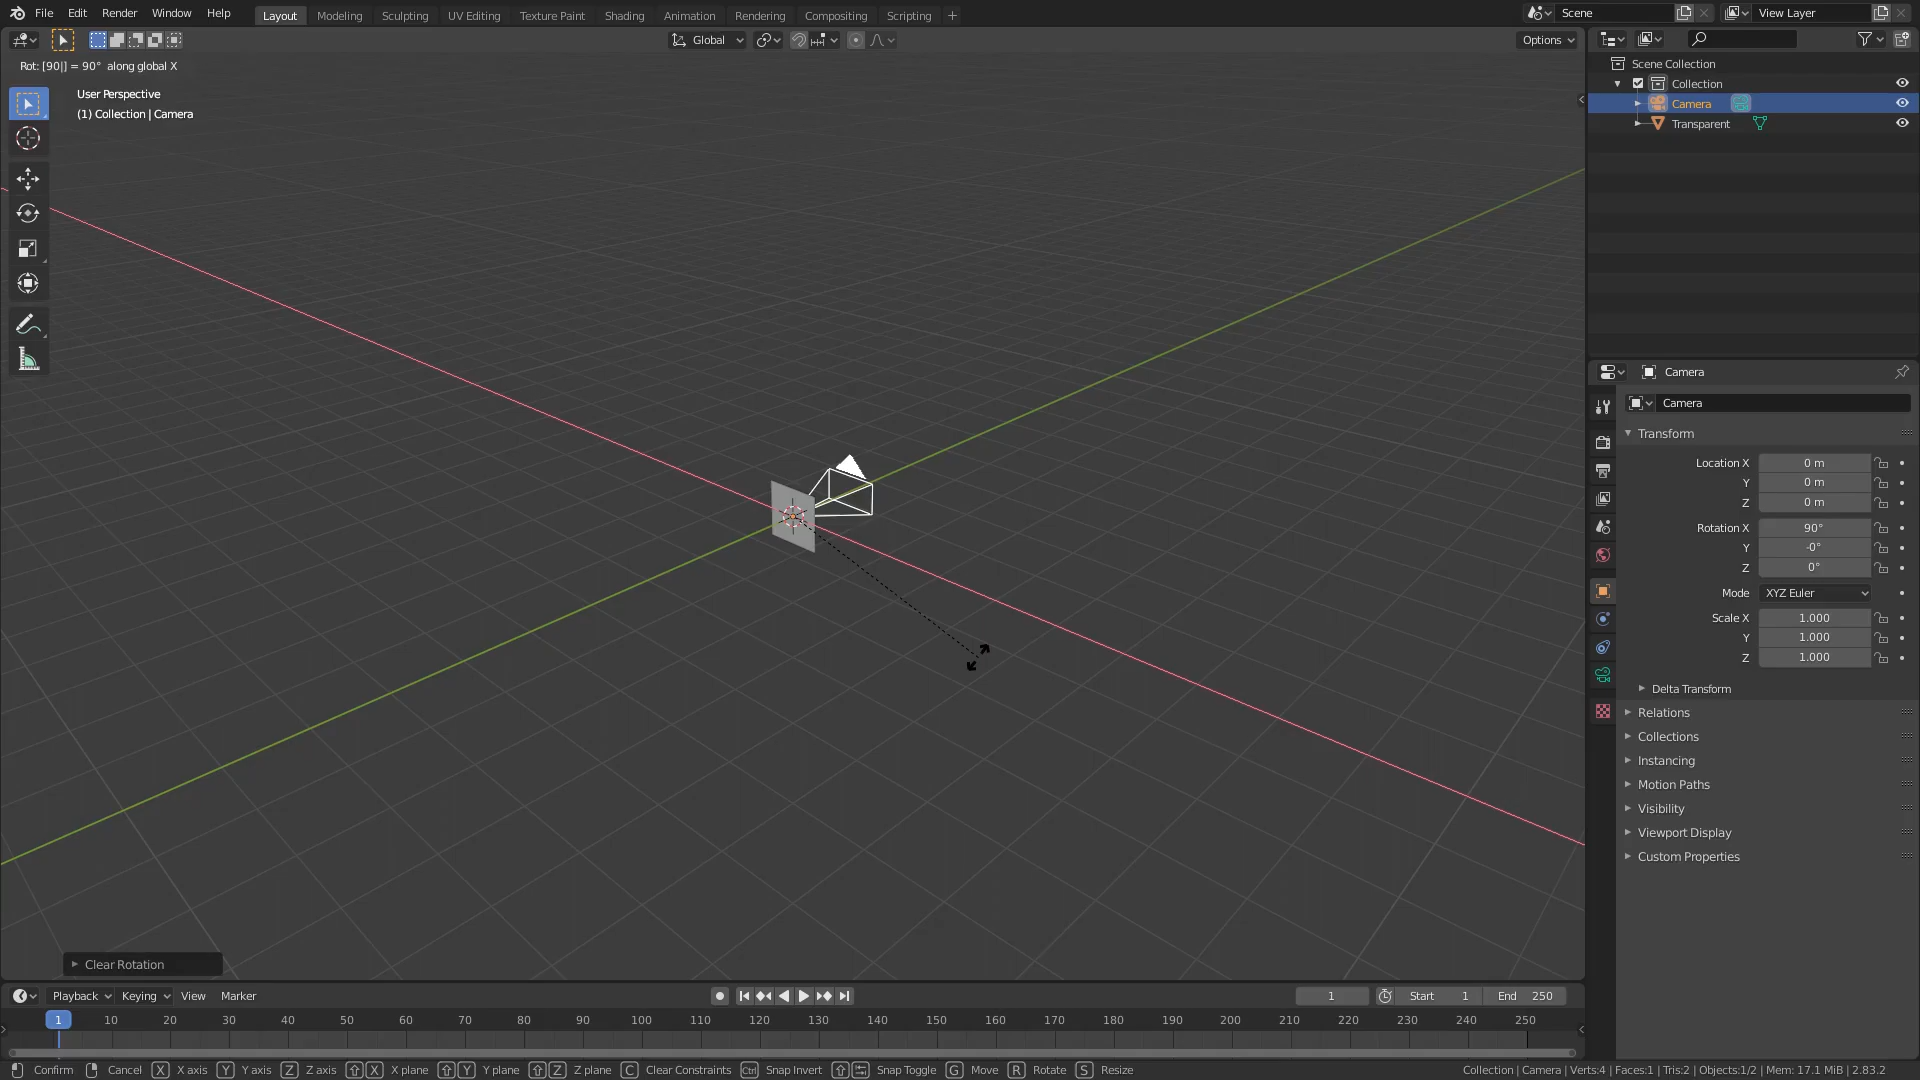 File Edit Render Window Help Layout Modeling Sculpting UV Editing Texture Paint Shading Animation Rendering Compositing Scripting + Scene View Layer
Global Options
Rot: [90|] = 90° along global X
User Perspective
(1) Collection | Camera
Scene Collection
Collection
Camera
Transparent
Camera
Camera
Transform
Location X 0 m
Y 0 m
Z 0 m
Rotation X 90°
Y -0°
Z 0°
Mode XYZ Euler
Scale X 1.000
Y 1.000
Z 1.000
Delta Transform
Relations
Collections
Instancing
Motion Paths
Visibility
Viewport Display
Custom Properties
Clear Rotation
Playback Keying View Marker 1 Start 1 End 250
1 10 20 30 40 50 60 70 80 90 100 110 120 130 140 150 160 170 180 190 200 210 220 230 240 250
Confirm Cancel X X axis Y Y axis Z Z axis X X plane Y Y plane Z Z plane C Clear Constraints Ctrl Snap Invert Snap Toggle G Move R Rotate S Resize Collection | Camera | Verts:4 | Faces:1 | Tris:2 | Objects:1/2 | Mem: 17.1 MiB | 2.83.2